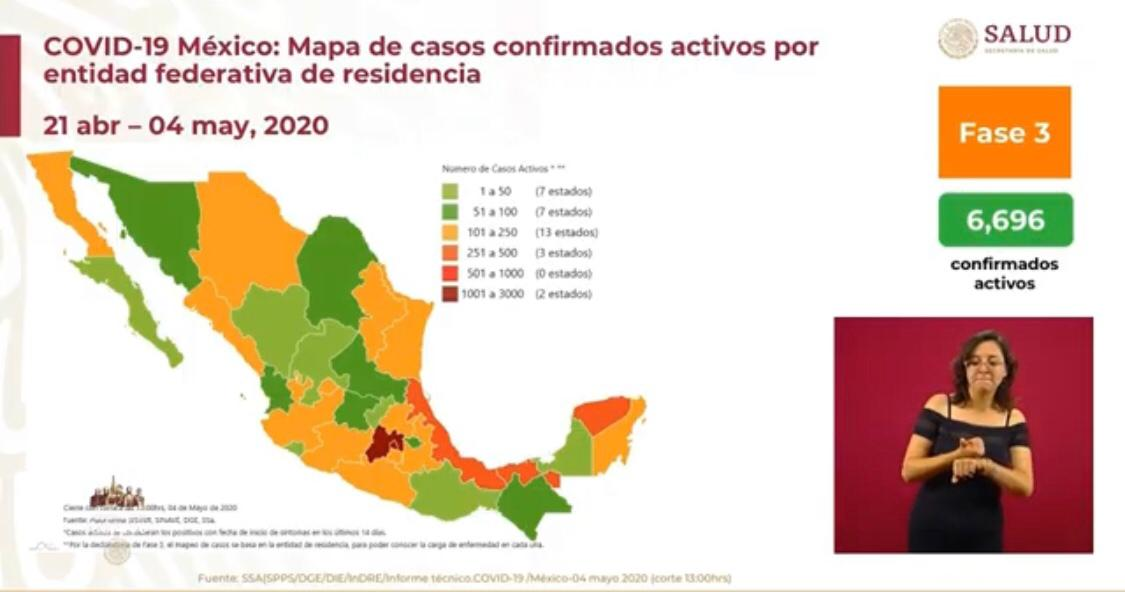 COVID-19 México: Mapa de casos confirmados activos por
entidad federativa de residencia
21 abr – 04 may, 2020
SALUD
SECRETARÍA DE SALUD
Fase 3
6,696
confirmados
activos
Número de Casos Activos * **
1 a 50 (7 estados)
51 a 100 (7 estados)
101 a 250 (13 estados)
251 a 500 (3 estados)
501 a 1000 (0 estados)
1001 a 3000 (2 estados)
Cierre con corte a las 13:00hrs, 04 de Mayo de 2020
Fuente: SISVER, SINAVE, DGE, SSa.
*Casos activos se consideran los positivos con fecha de inicio de síntomas en los últimos 14 días.
**Por la declaratoria de Fase 3, el mapeo de casos se basa en la entidad de residencia, para poder conocer la carga de enfermedad en cada una.
Fuente: SSA(SPPS/DGE/DIE/InDRE/Informe técnico.COVID-19 /México-04 mayo 2020 (corte 13:00hrs)